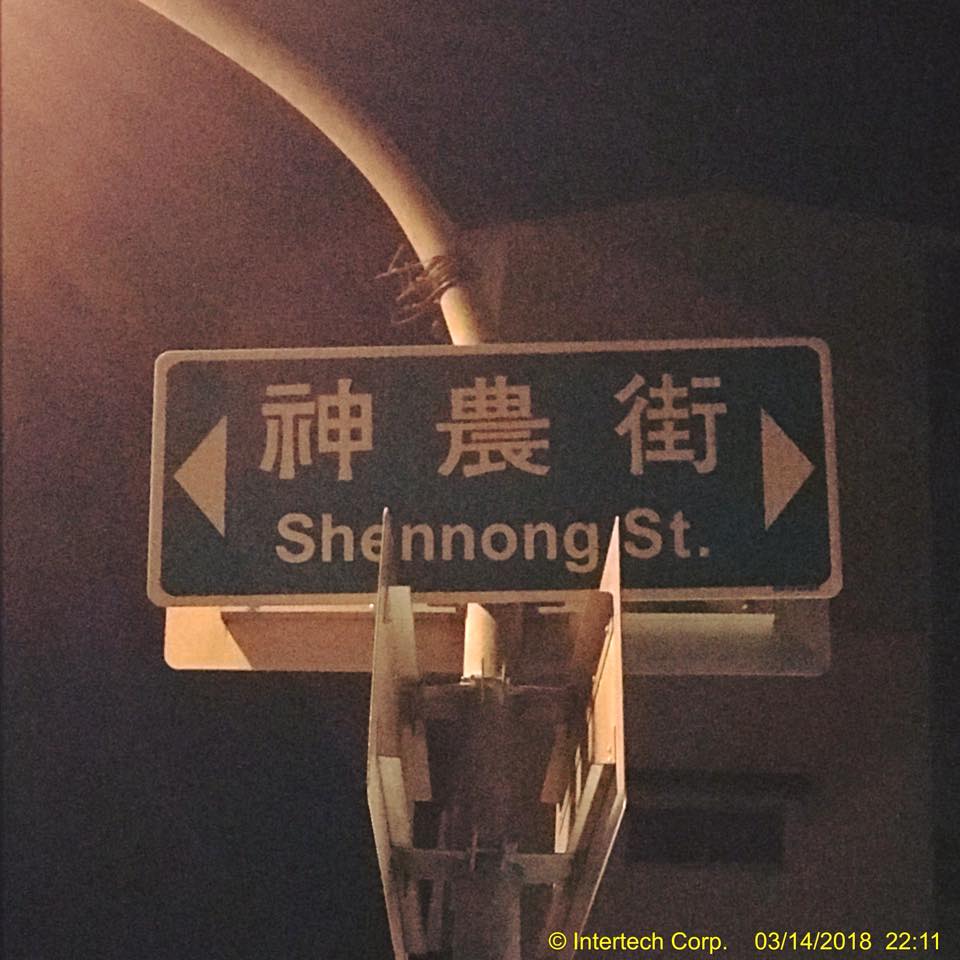 神農街
Shennong St.
© Intertech Corp. 03/14/2018 22:11